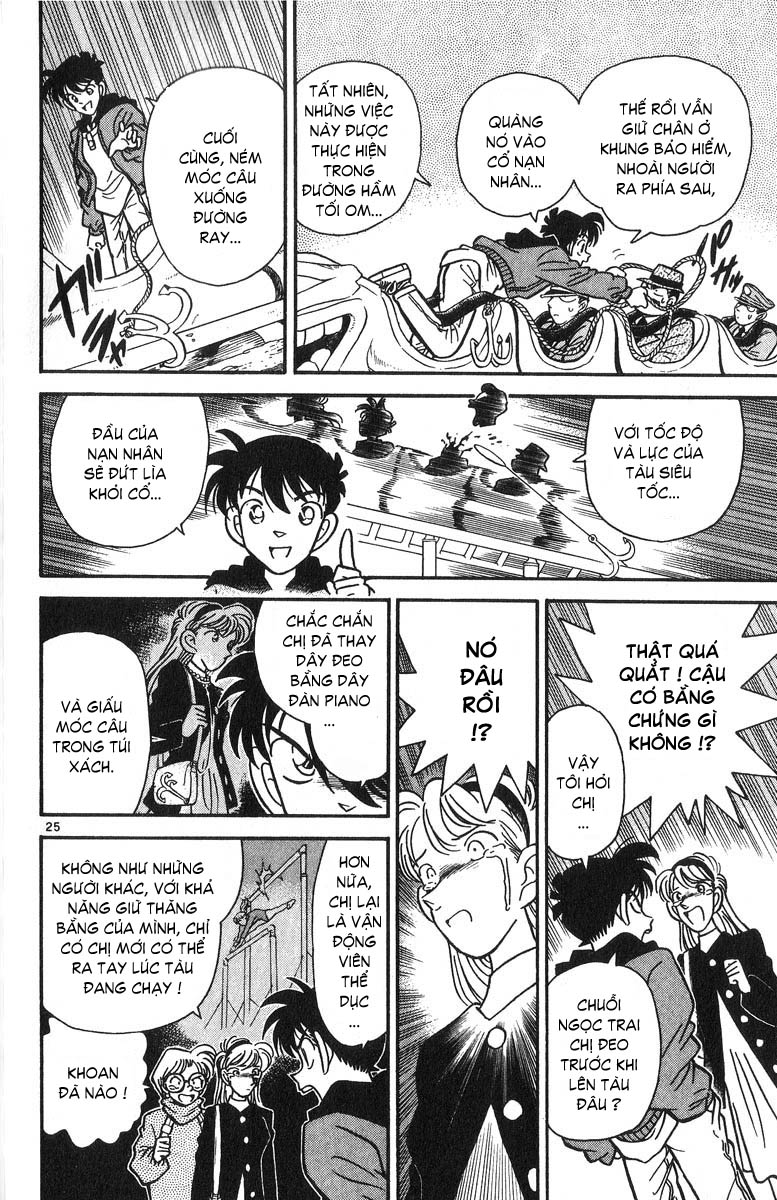 THẾ RỒI VẪN
GIỮ CHÂN Ở
KHUNG BẢO HIỂM,
NHOÀI NGƯỜI
RA PHÍA SAU,
QUÀNG
NÓ VÀO
CỔ NẠN
NHÂN...
TẤT NHIÊN,
NHỮNG VIỆC
NÀY ĐƯỢC
THỰC HIỆN
TRONG
ĐƯỜNG HẦM
TỐI OM...
CUỐI
CÙNG, NÉM
MÓC CÂU
XUỐNG
ĐƯỜNG
RAY...
VỚI TỐC ĐỘ
VÀ LỰC CỦA
TÀU SIÊU
TỐC...
ĐẦU CỦA
NẠN NHÂN
SẼ ĐỨT LÌA
KHỎI CỔ...
THẬT QUÁ
QUẮT ! CẬU
CÓ BẰNG
CHỨNG GÌ
KHÔNG !?
VẬY
TÔI HỎI
CHỊ
...
CHUỖI
NGỌC TRAI
CHỊ ĐEO
TRƯỚC KHI
LÊN TÀU
ĐÂU ?
NÓ
ĐÂU
RỒI
!?
CHẮC CHẮN
CHỊ ĐÃ THAY
DÂY ĐEO
BẰNG DÂY
ĐÀN PIANO
...
VÀ GIẤU
MÓC CÂU
TRONG TÚI
XÁCH.
25
HƠN
NỮA,
CHỊ LẠI
LÀ VẬN
ĐỘNG
VIÊN
THỂ
DỤC
...
KHÔNG NHƯ NHỮNG
NGƯỜI KHÁC, VỚI KHẢ
NĂNG GIỮ THĂNG
BẰNG CỦA MÌNH, CHỈ
CÓ CHỊ MỚI CÓ THỂ
RA TAY LÚC TÀU
ĐANG CHẠY !
KHOAN
ĐÃ NÀO !